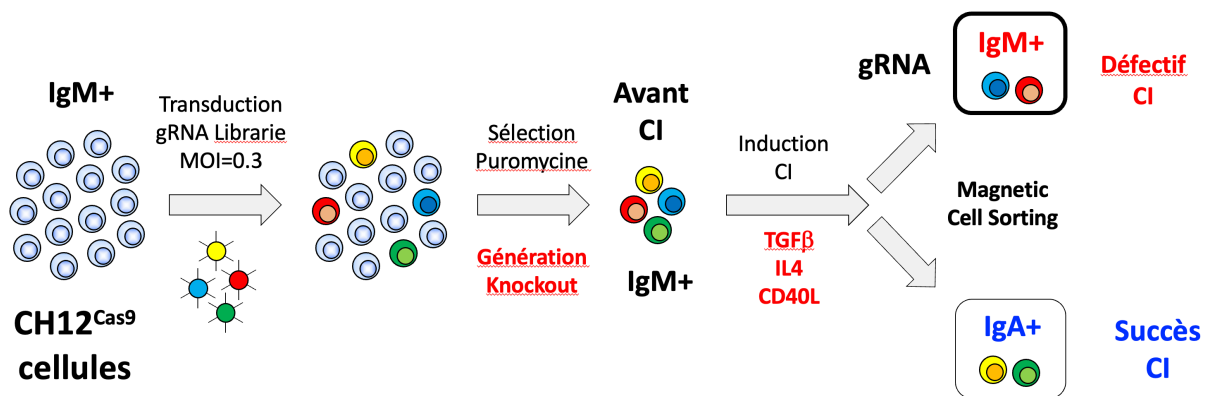 IgM+
CH12Cas9
cellules
Transduction
gRNA Librarie
MOI=0.3
Sélection
Puromycine
Génération
Knockout
Avant
CI
IgM+
Induction
CI
TGFβ
IL4
CD40L
gRNA
IgM+
Défectif
CI
Magnetic
Cell Sorting
IgA+
Succès
CI